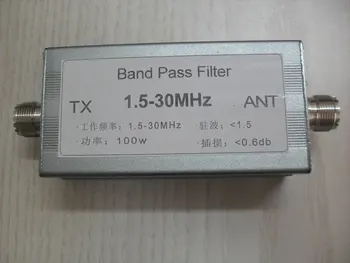 Band Pass Filter
TX 1.5-30MHz ANT
·工作频率：1.5-30MHz ·驻波：<1.5
·功率：100w ·插损：<0.6db